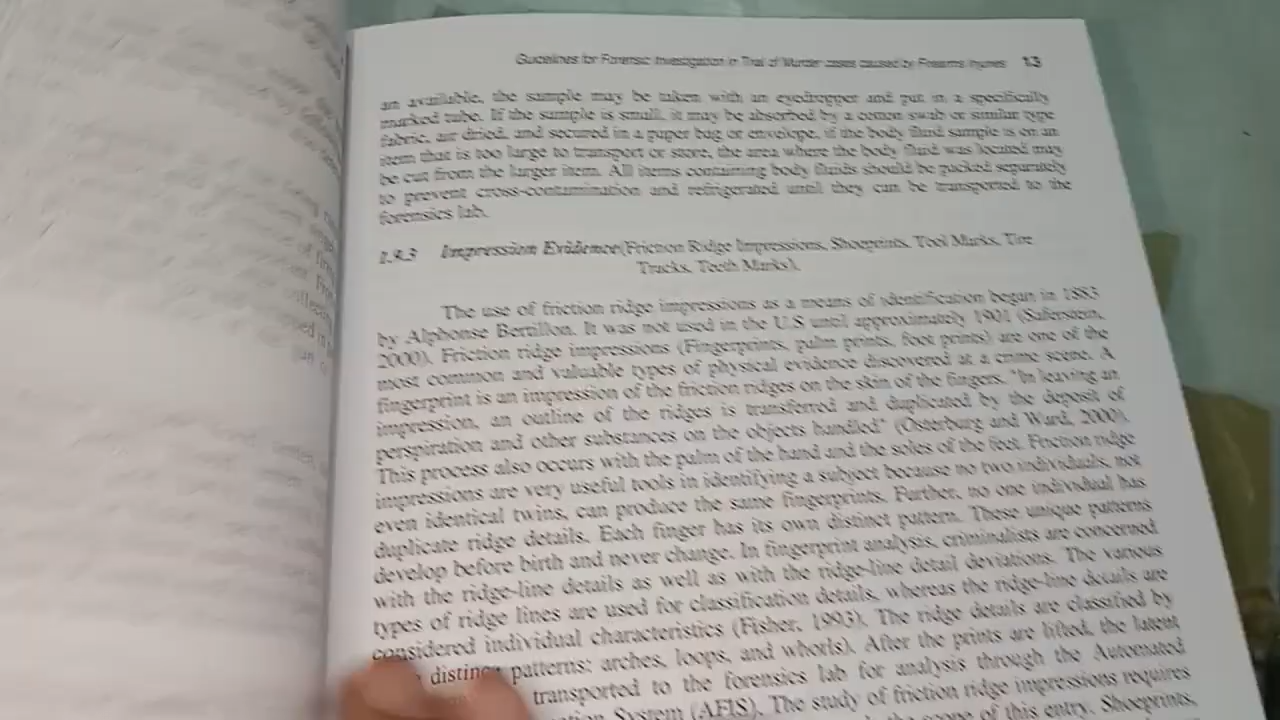 Guidelines for Forensic Investigation in Trial of Murder cases caused by Firearms Injuries 13
an available, the sample may be taken with an eyedropper and put in a specifically
marked tube. If the sample is small, it may be absorbed by a cotton swab or similar type
fabric, air dried, and secured in a paper bag or envelope, if the body fluid sample is on an
item that is too large to transport or store, the area where the body fluid was located may
be cut from the larger item. All items containing body fluids should be packed separately
to prevent cross-contamination and refrigerated until they can be transported to the
forensics lab.
1.9.3 Impression Evidence(Friction Ridge Impressions, Shoeprints, Tool Marks, Tire
Tracks, Teeth Marks).
The use of friction ridge impressions as a means of identification began in 1883
by Alphonse Bertillon. It was not used in the U.S until approximately 1901 (Saferstein,
2000). Friction ridge impressions (Fingerprints, palm prints, foot prints) are one of the
most common and valuable types of physical evidence discovered at a crime scene. A
fingerprint is an impression of the friction ridges on the skin of the fingers. "In leaving an
impression, an outline of the ridges is transferred and duplicated by the deposit of
perspiration and other substances on the objects handled" (Osterburg and Ward, 2000).
This process also occurs with the palm of the hand and the soles of the feet. Friction ridge
impressions are very useful tools in identifying a subject because no two individuals, not
even identical twins, can produce the same fingerprints. Further, no one individual has
duplicate ridge details. Each finger has its own distinct pattern. These unique patterns
develop before birth and never change. In fingerprint analysis, criminalists are concerned
with the ridge-line details as well as with the ridge-line detail deviations. The various
types of ridge lines are used for classification details, whereas the ridge-line details are
considered individual characteristics (Fisher, 1993). The ridge details are classified by
distinct patterns: arches, loops, and whorls). After the prints are lifted, the latent
transported to the forensics lab for analysis through the Automated
System (AFIS). The study of friction ridge impressions requires
the scope of this entry. Shoeprints,